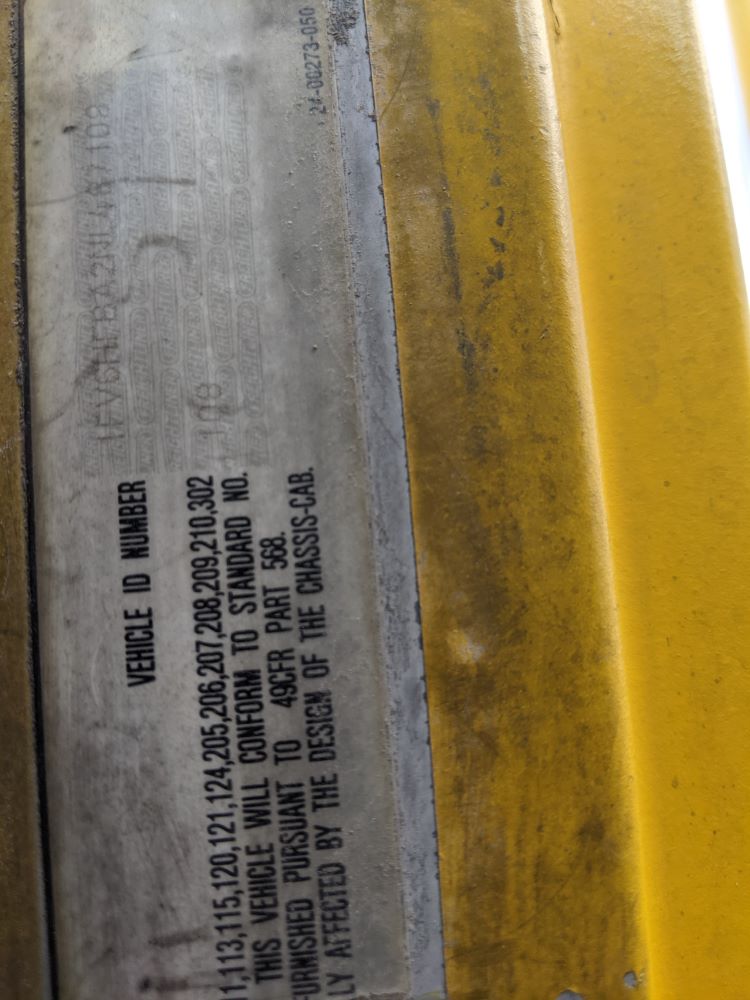 VEHICLE ID NUMBER
1,113,115,120,121,124,205,206,207,208,209,210,302 108
THIS VEHICLE WILL CONFORM TO STANDARD NO.
URNISHED PURSUANT TO 49CFR PART 568.
LY AFFECTED BY THE DESIGN OF THE CHASSIS-CAB.
24-00273-050